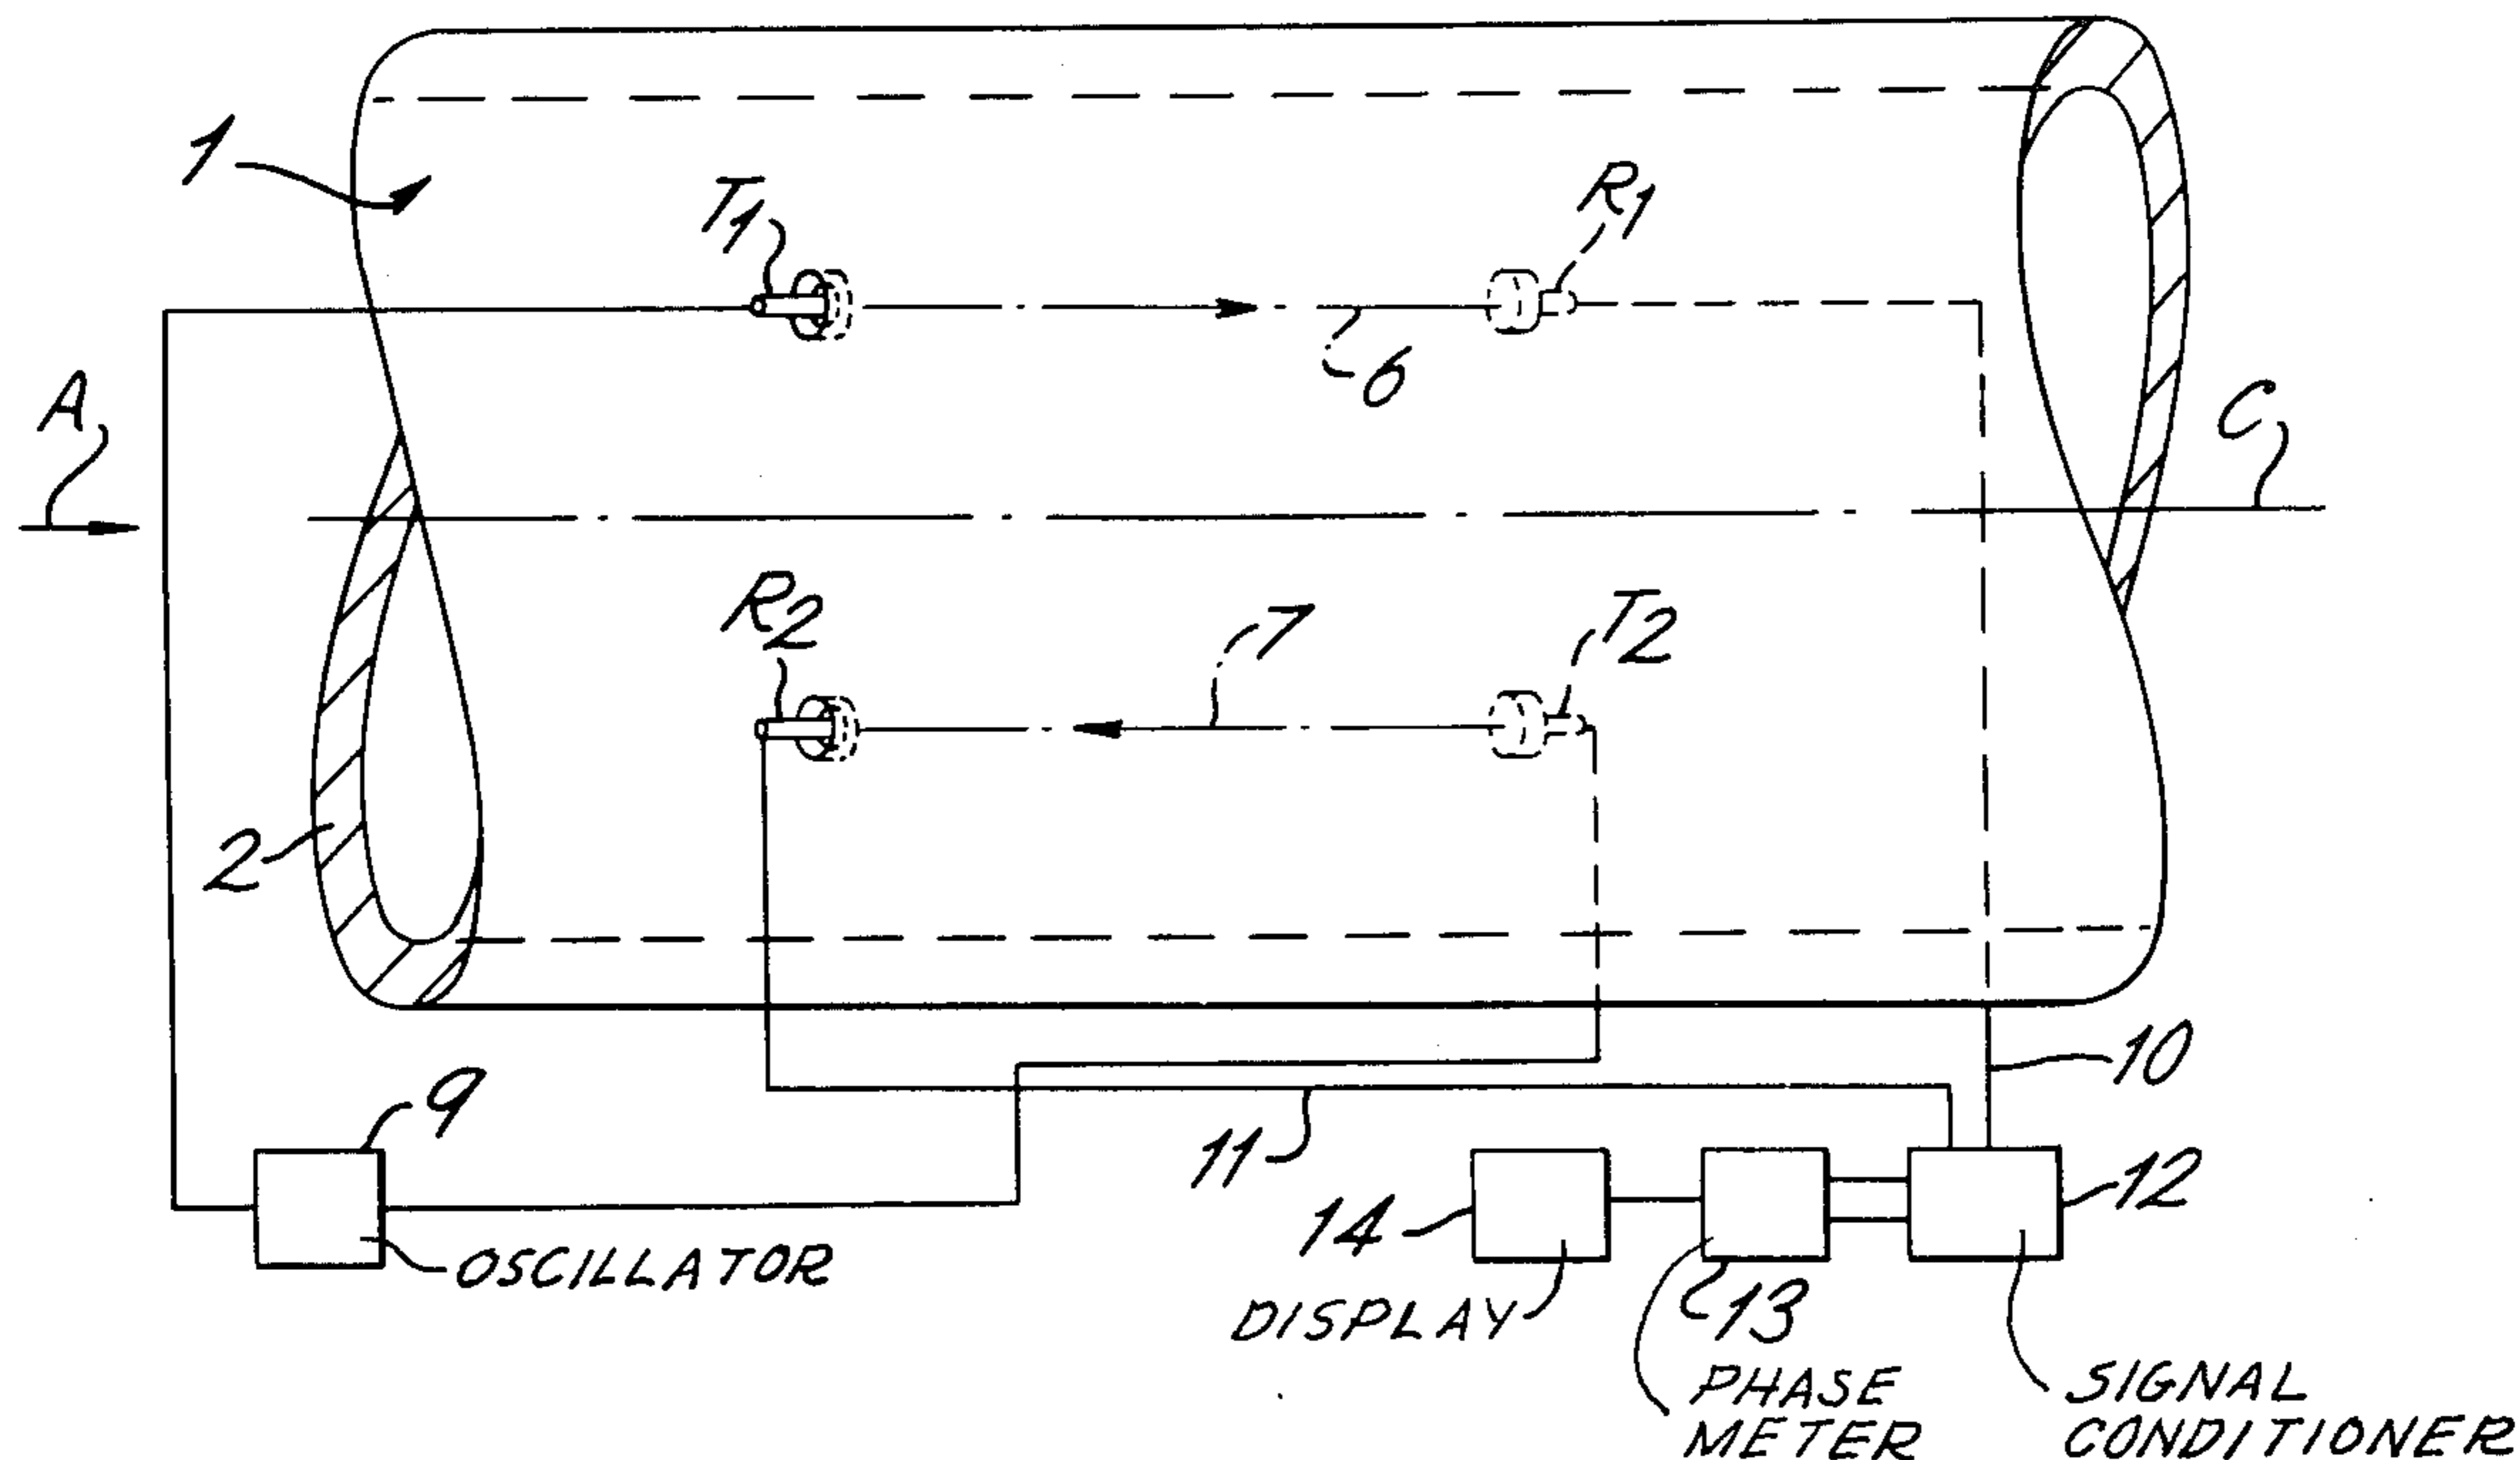 1
T1
R1
6
A
C
R2
7
T2
2
10
9
11
12
14
OSCILLATOR
13
DISPLAY
PHASE
METER
SIGNAL
CONDITIONER